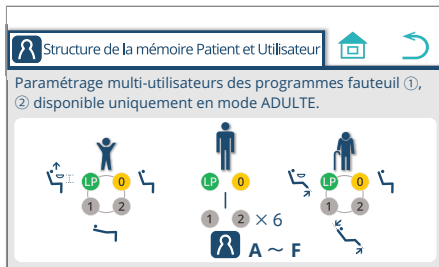 Structure de la mémoire Patient et Utilisateur
Paramétrage multi-utilisateurs des programmes fauteuil ①,
② disponible uniquement en mode ADULTE.
LP 0
1 2
LP 0
1 2 × 6
A ~ F
LP 0
1 2